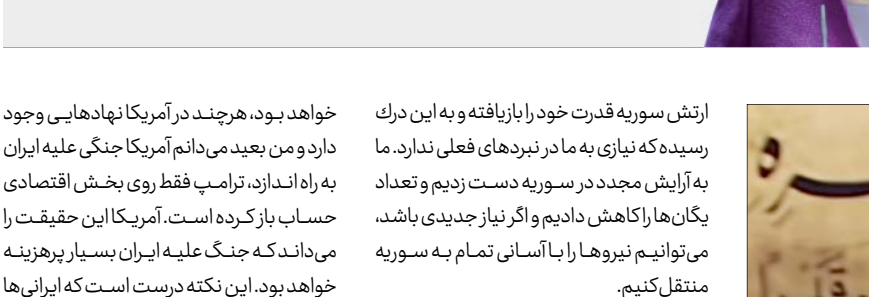 ارتش سوریه قدرت خود را بازیافته و به این درك
رسیده که نیازی به ما در نبردهای فعلی ندارد. ما
به آرایش مجدد در سوریه دست زدیم و تعداد
یگان‌ها را کاهش دادیم و اگر نیاز جدیدی باشد،
می‌توانیم نیروها را با آسانی تمام به سوریه
منتقل کنیم.
خواهد بود، هرچند در آمریکا نهادهایی وجود
دارد و من بعید می‌دانم آمریکا جنگی علیه ایران
به راه اندازد، ترامپ فقط روی بخش اقتصادی
حساب باز کرده است. آمریکا این حقیقت را
می‌داند که جنگ علیه ایران بسیار پرهزینه
خواهد بود. این نکته درست است که ایرانی‌ها